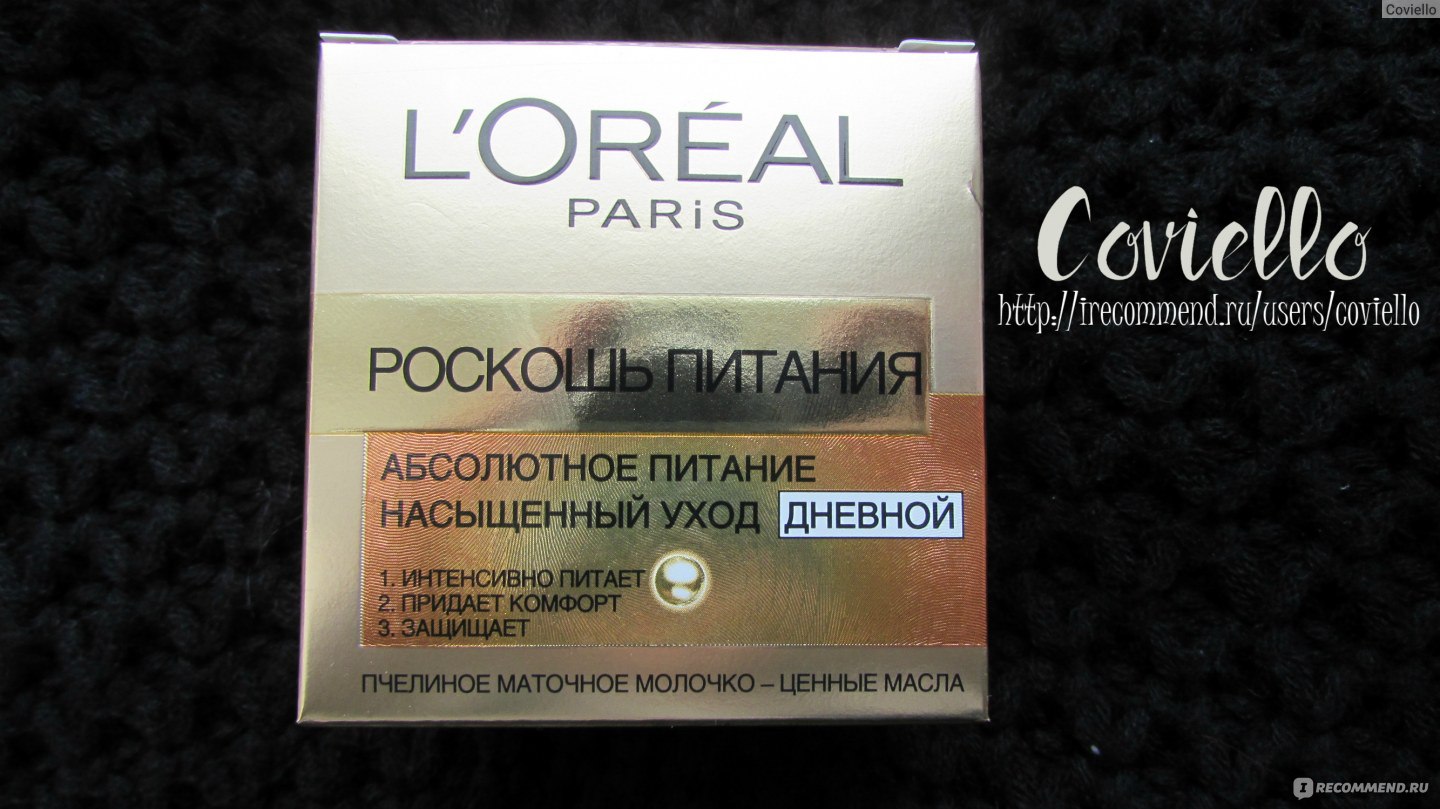 Coviello
L'ORÉAL
PARiS
РОСКОШЬ ПИТАНИЯ
АБСОЛЮТНОЕ ПИТАНИЕ
НАСЫЩЕННЫЙ УХОД ДНЕВНОЙ
1. ИНТЕНСИВНО ПИТАЕТ
2. ПРИДАЕТ КОМФОРТ
3. ЗАЩИЩАЕТ
ПЧЕЛИНОЕ МАТОЧНОЕ МОЛОЧКО – ЦЕННЫЕ МАСЛА
Coviello
http://irecommend.ru/users/coviello
IRECOMMEND.RU